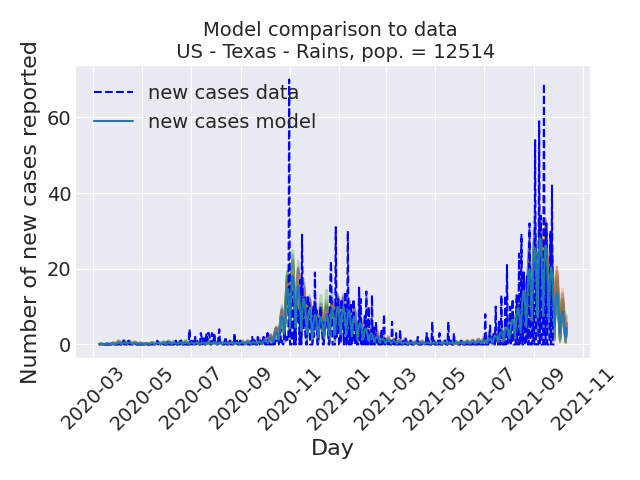 Model comparison to data
US - Texas - Rains, pop. = 12514
Number of new cases reported
60
40
20
0
new cases data
new cases model
2020-03
2020-05
2020-07
2020-09
2020-11
2021-01
2021-03
2021-05
2021-07
2021-09
2021-11
Day